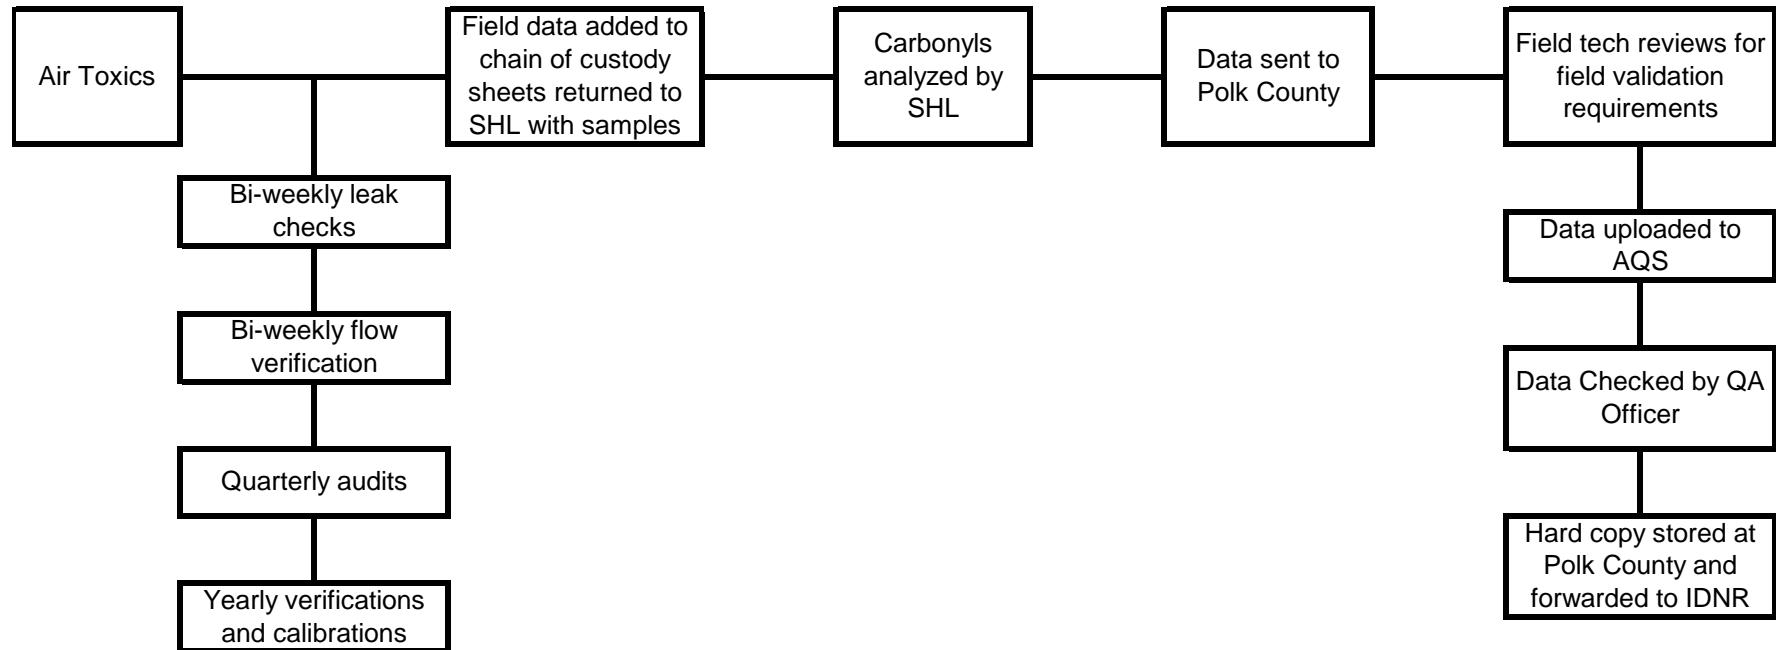 Air Toxics
Field data added to
chain of custody
sheets returned to
SHL with samples
Carbonyls
analyzed by
SHL
Data sent to
Polk County
Field tech reviews for
field validation
requirements
Bi-weekly leak
checks
Bi-weekly flow
verification
Quarterly audits
Yearly verifications
and calibrations
Data uploaded to
AQS
Data Checked by QA
Officer
Hard copy stored at
Polk County and
forwarded to IDNR